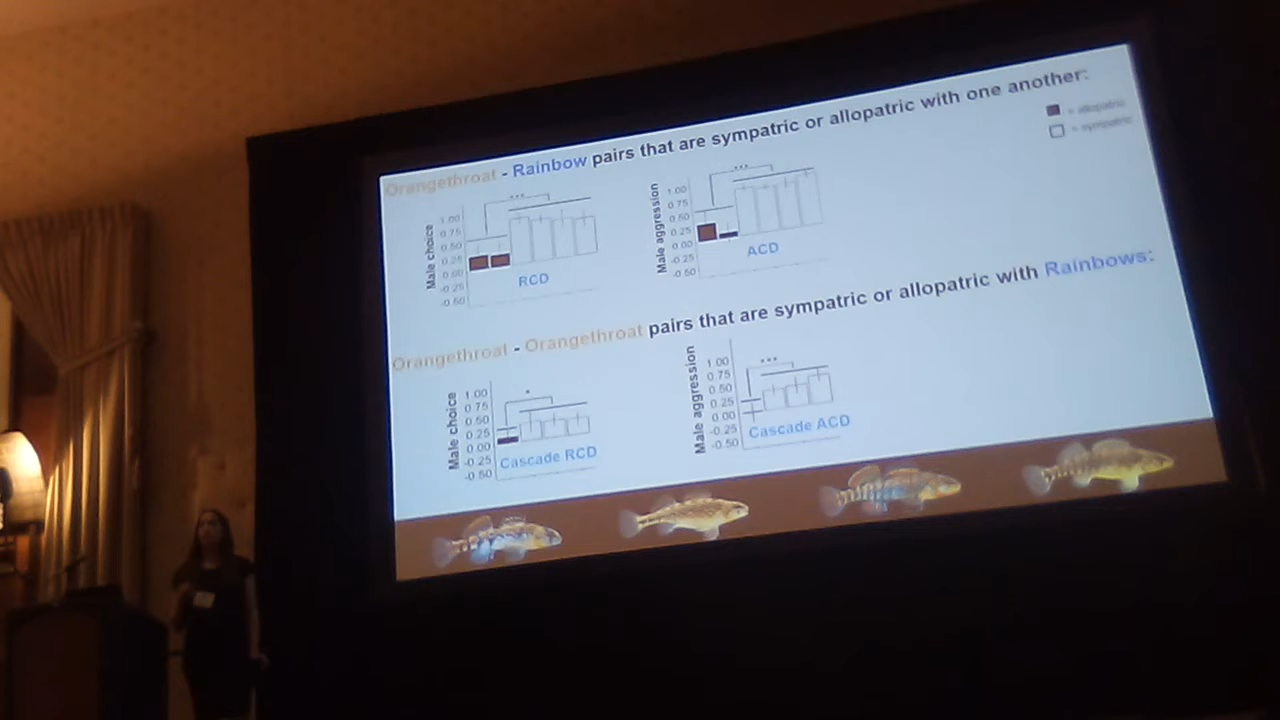 Orangethroat - Rainbow pairs that are sympatric or allopatric with one another:
= allopatric
= sympatric
Male choice
1.00
0.75
0.50
0.25
0.00
-0.25
-0.50
***
RCD
Male aggression
1.00
0.75
0.50
0.25
0.00
-0.25
-0.50
***
ACD
Orangethroat - Orangethroat pairs that are sympatric or allopatric with Rainbows:
Male choice
1.00
0.75
0.50
0.25
0.00
-0.25
-0.50
*
Cascade RCD
Male aggression
1.00
0.75
0.50
0.25
0.00
-0.25
-0.50
***
Cascade ACD